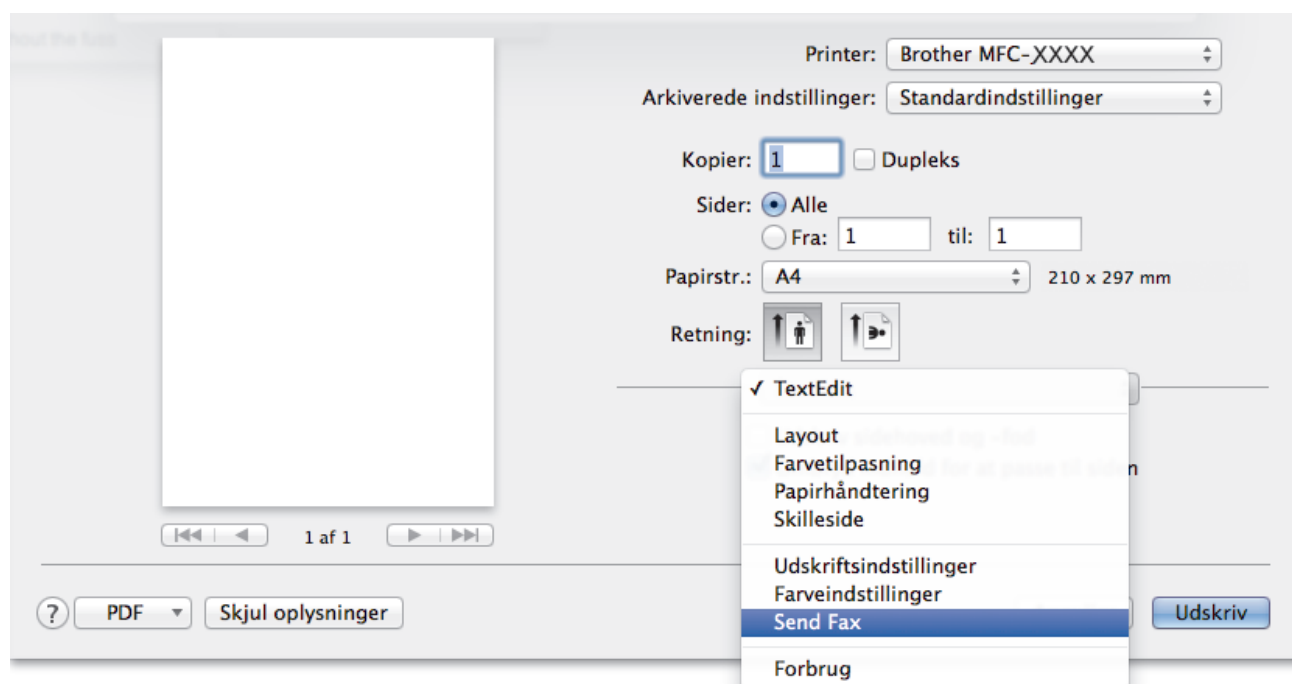 Printer: Brother MFC-XXXX
Arkiverede indstillinger: Standardindstillinger
Kopier: 1 Dupleks
Sider: Alle
Fra: 1 til: 1
Papirstr.: A4 210 x 297 mm
Retning:
✓ TextEdit
Layout
Farvetilpasning
Papirhåndtering
Skilleside
1 af 1
Udskriftsindstillinger
Farveindstillinger
Send Fax
Forbrug
? PDF Skjul oplysninger Udskriv